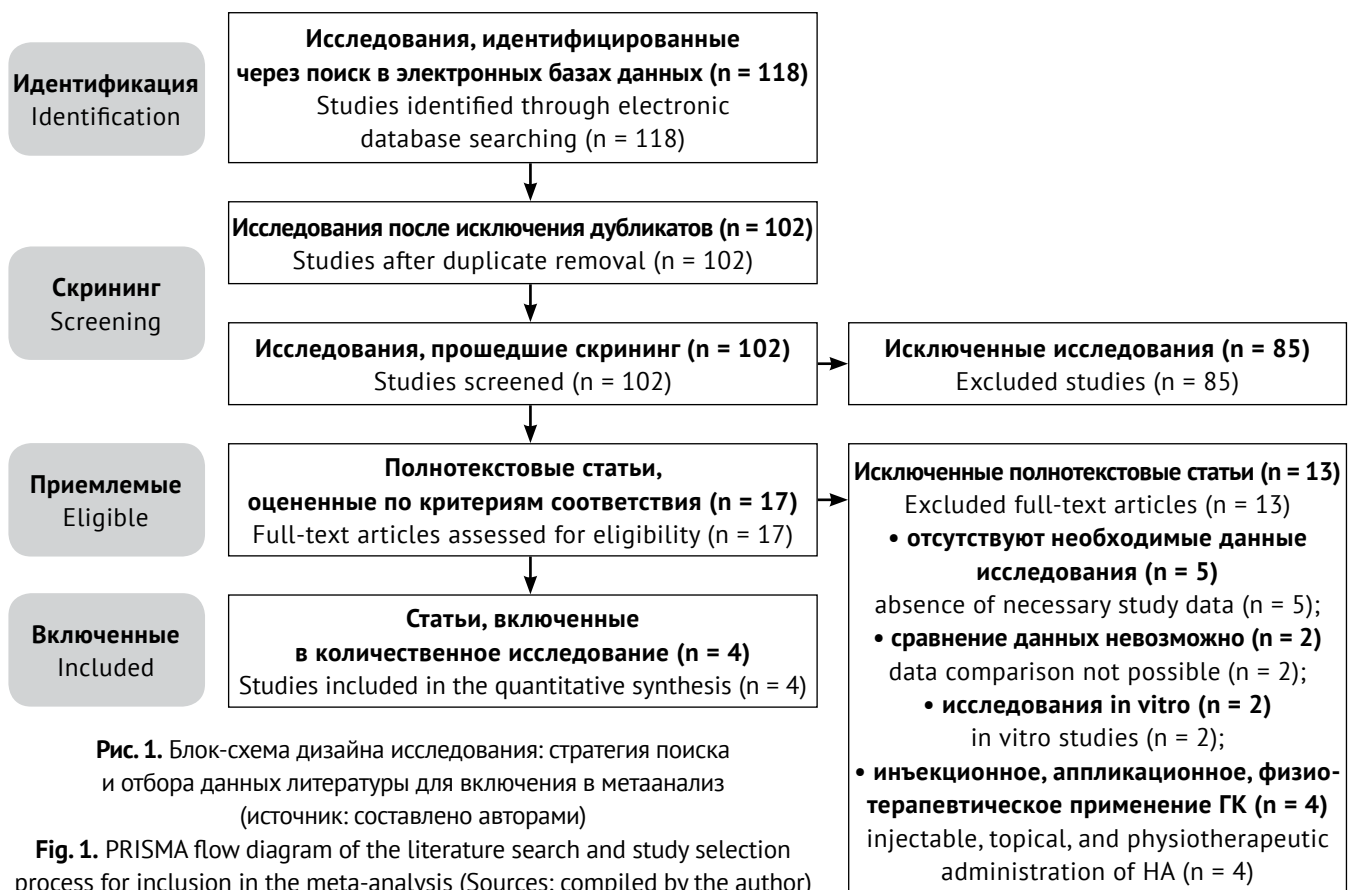 Идентификация
Identification
Исследования, идентифицированные
через поиск в электронных базах данных (n = 118)
Studies identified through electronic
database searching (n = 118)
Исследования после исключения дубликатов (n = 102)
Studies after duplicate removal (n = 102)
Скрининг
Screening
Исследования, прошедшие скрининг (n = 102)
Studies screened (n = 102)
Исключенные исследования (n = 85)
Excluded studies (n = 85)
Приемлемые
Eligible
Полнотекстовые статьи,
оцененные по критериям соответствия (n = 17)
Full-text articles assessed for eligibility (n = 17)
Исключенные полнотекстовые статьи (n = 13)
Excluded full-text articles (n = 13)
• отсутствуют необходимые данные
исследования (n = 5)
absence of necessary study data (n = 5);
• сравнение данных невозможно (n = 2)
data comparison not possible (n = 2);
• исследования in vitro (n = 2)
in vitro studies (n = 2);
• инъекционное, аппликационное, физио-
терапевтическое применение ГК (n = 4)
injectable, topical, and physiotherapeutic
administration of HA (n = 4)
Включенные
Included
Статьи, включенные
в количественное исследование (n = 4)
Studies included in the quantitative synthesis (n = 4)
Рис. 1. Блок-схема дизайна исследования: стратегия поиска
и отбора данных литературы для включения в метаанализ
(источник: составлено авторами)
Fig. 1. PRISMA flow diagram of the literature search and study selection
process for inclusion in the meta-analysis (Sources: compiled by the author)